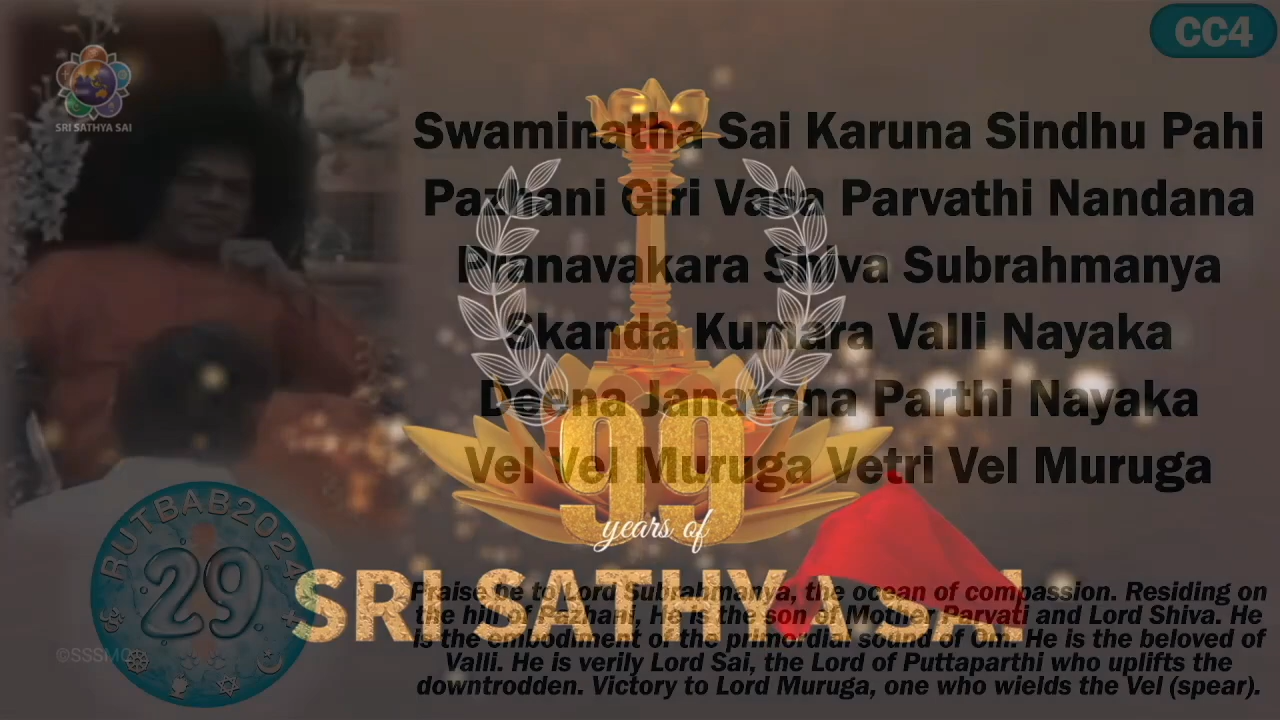 CC4
SRI SATHYA SAI
Swaminatha Sai Karuna Sindhu Pahi
Pazhani Giri Vasa Parvathi Nandana
Pranavakara Shiva Subrahmanya
Skanda Kumara Valli Nayaka
Deena Janavana Parthi Nayaka
Vel Vel Muruga Vetri Vel Muruga
99
years of
SRI SATHYA SAI
RUTBAB2024
29
©SSSMC
Praise be to Lord Subrahmanya, the ocean of compassion. Residing on
the hills of Pazhani, He is the son of Mother Parvati and Lord Shiva. He
is the embodiment of the primordial sound of Om. He is the beloved of
Valli. He is verily Lord Sai, the Lord of Puttaparthi who uplifts the
downtrodden. Victory to Lord Muruga, one who wields the Vel (spear).